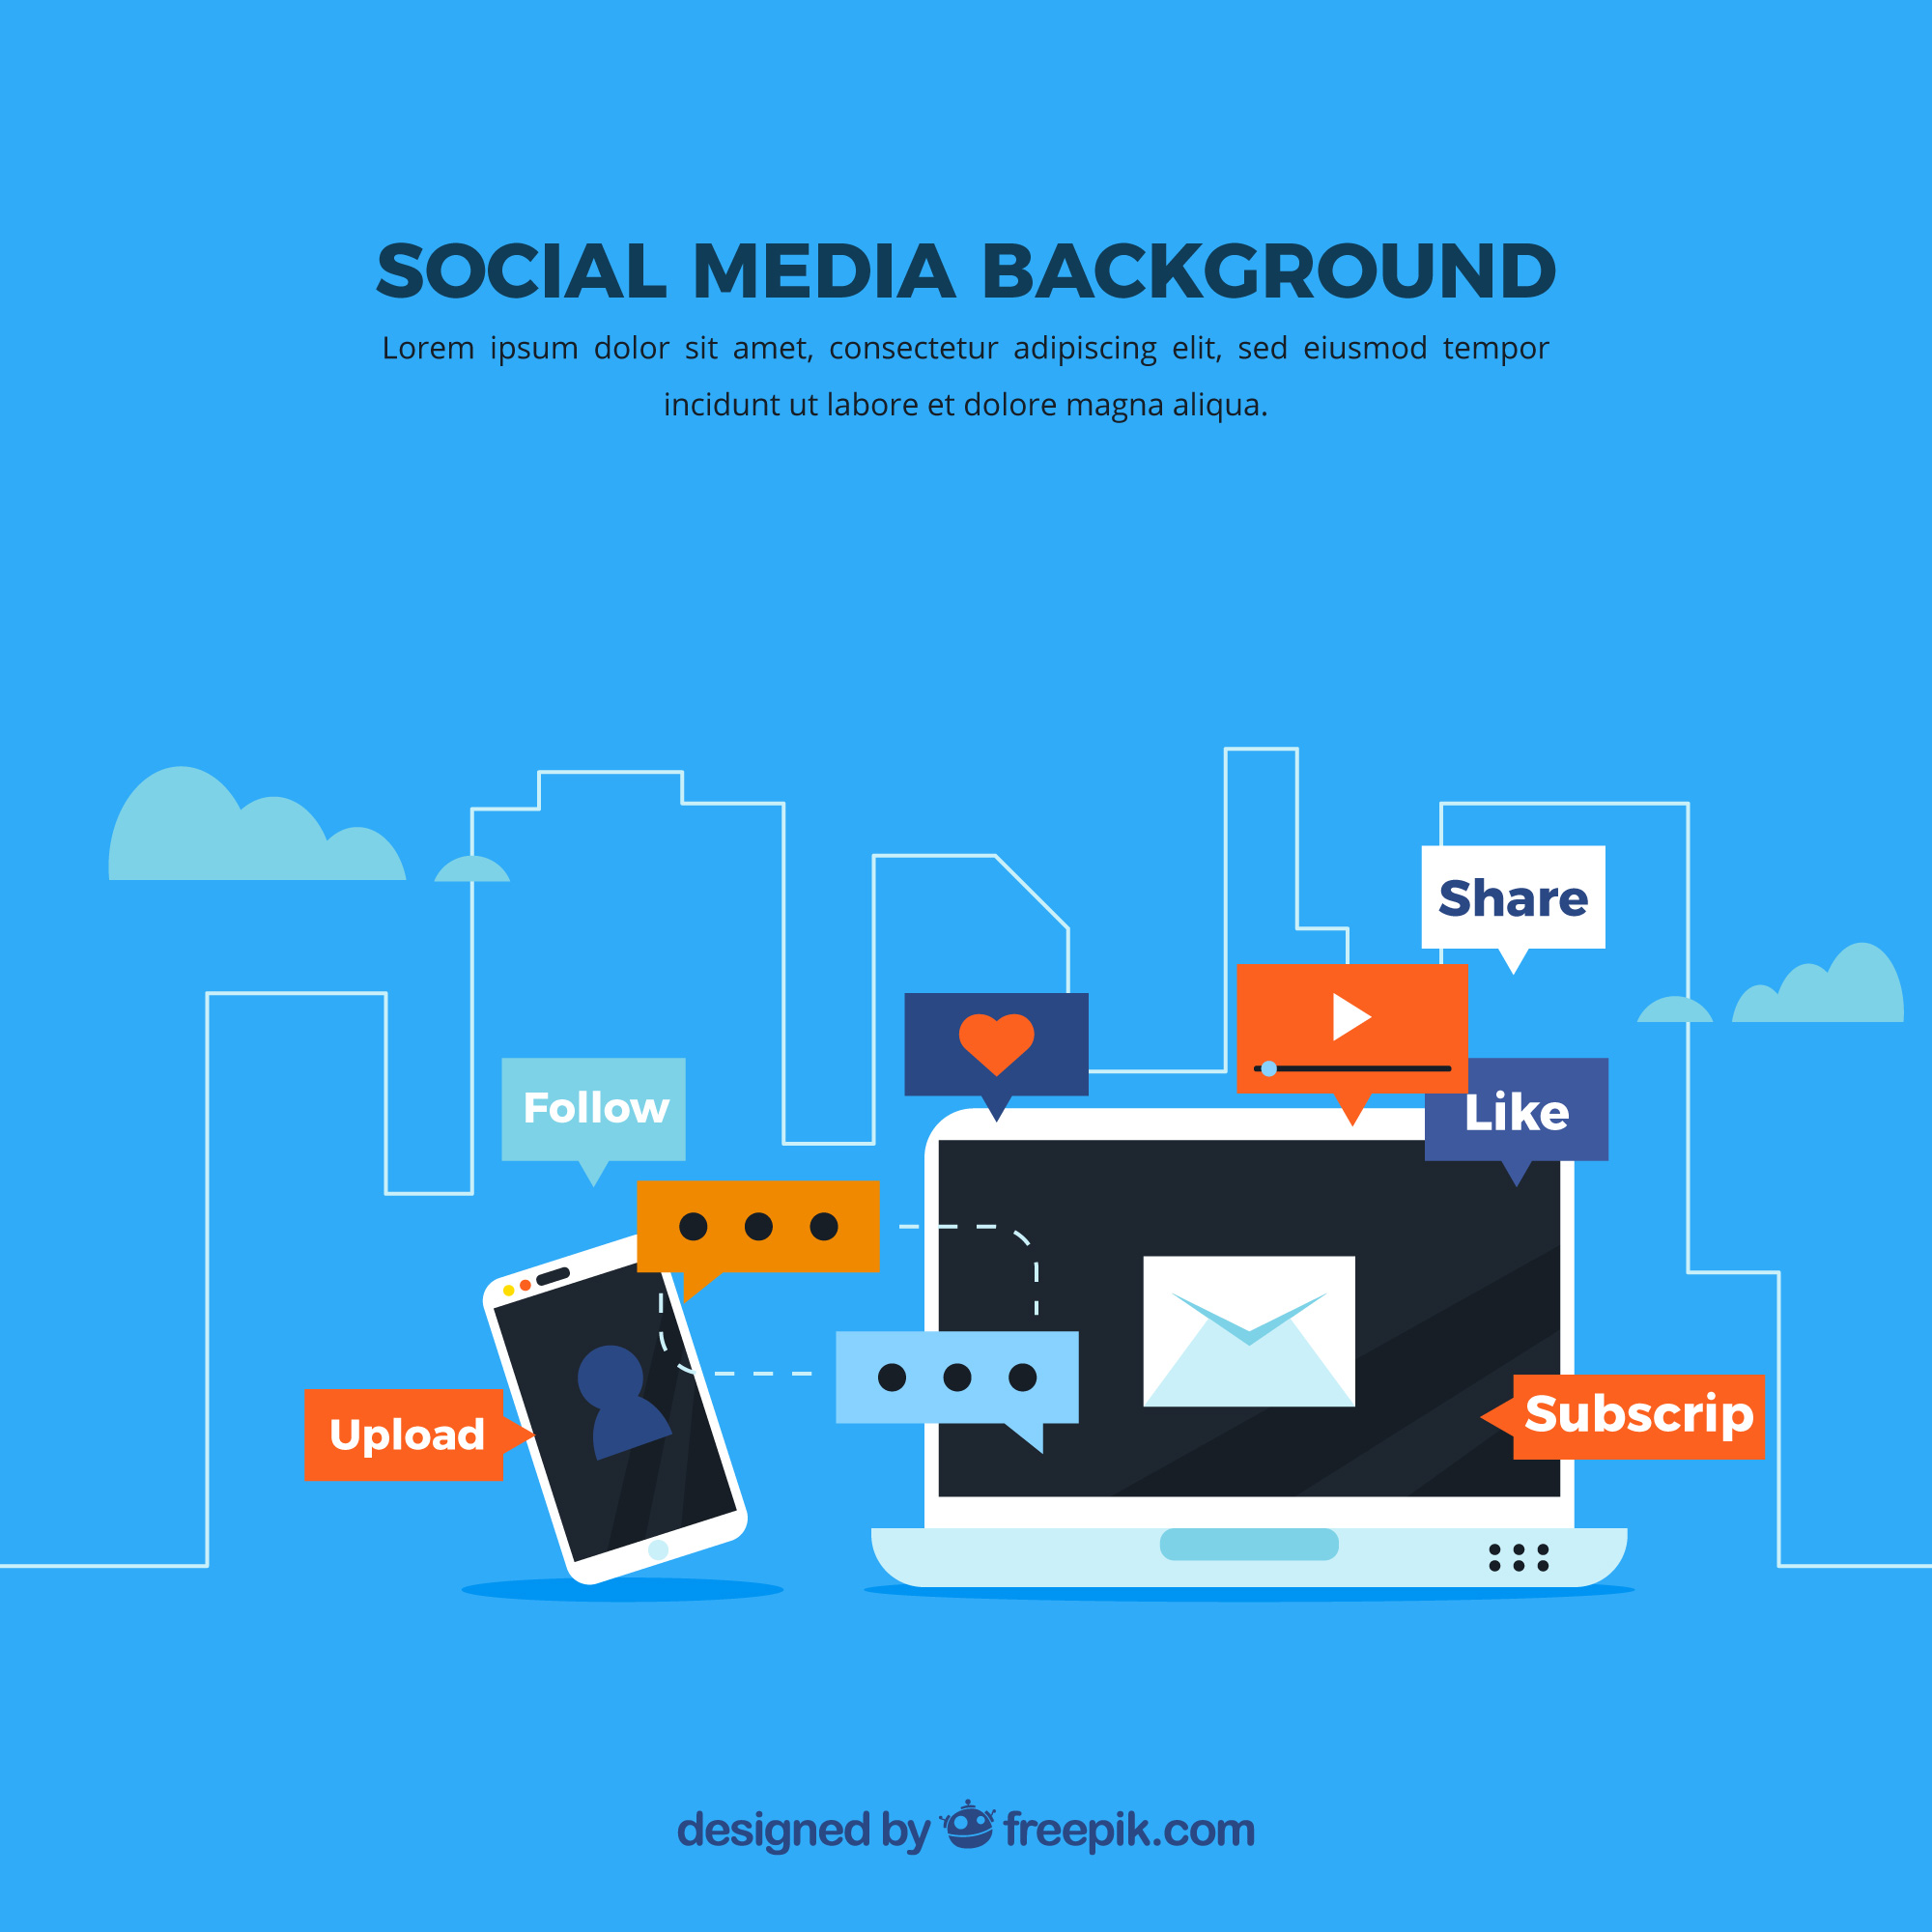 SOCIAL MEDIA BACKGROUND
Lorem ipsum dolor sit amet, consectetur adipiscing elit, sed eiusmod tempor
incidunt ut labore et dolore magna aliqua.
Share
Follow
Like
Upload
Subscrip
designed by freepik.com